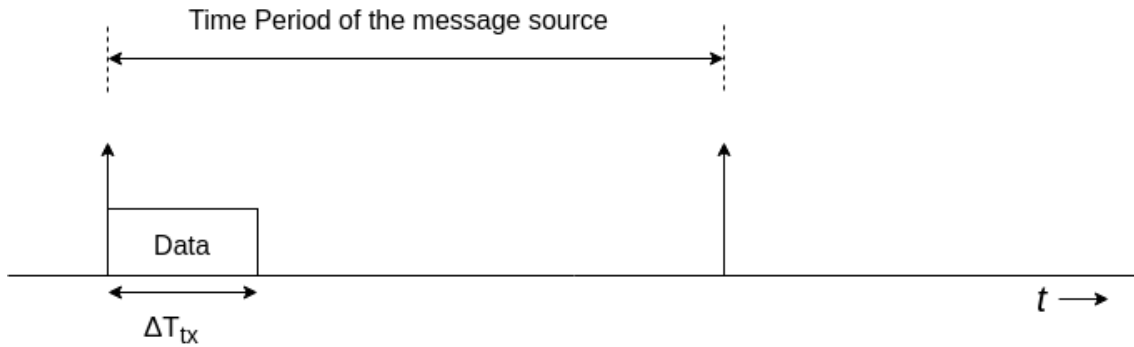 Time Period of the message source
Data
t
ΔTtx